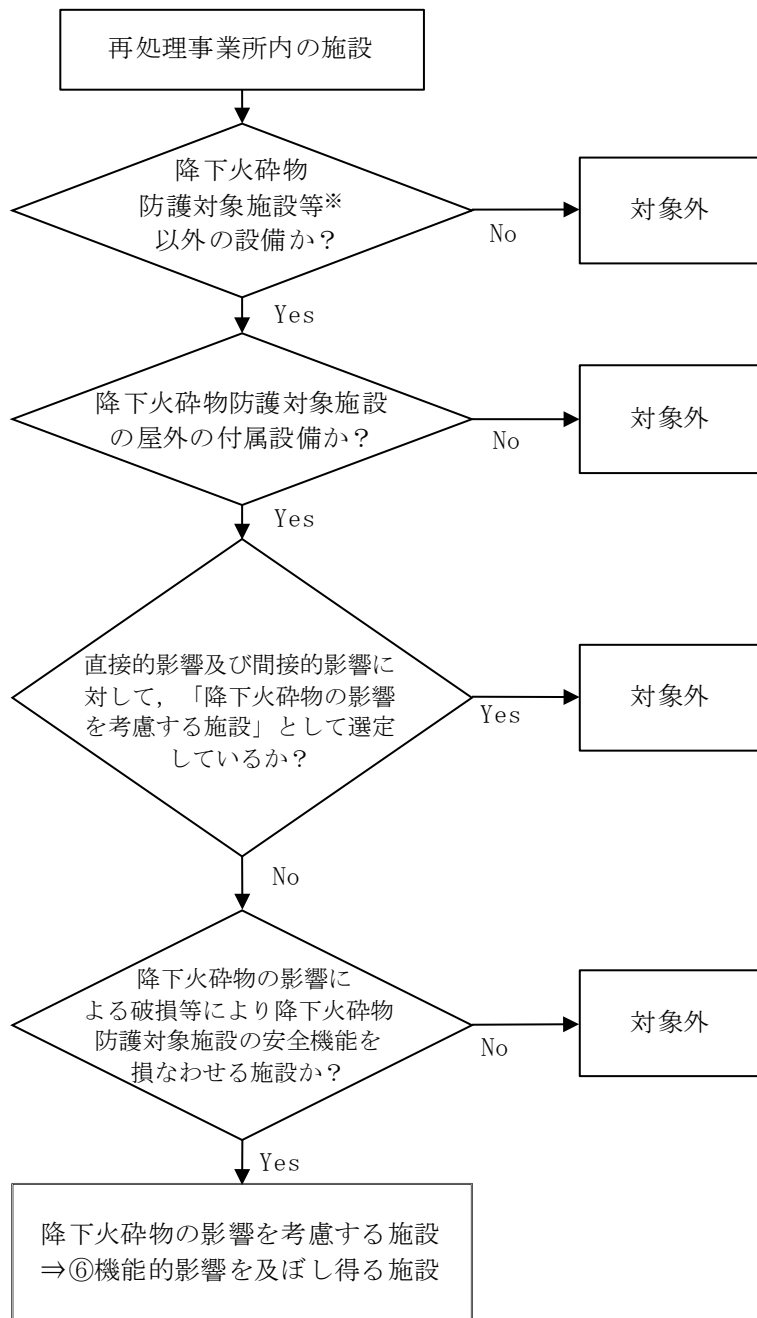 再処理事業所内の施設
降下火砕物
防護対象施設等※
以外の設備か？
No
対象外
Yes
降下火砕物防護対象施設
の屋外の付属設備か？
No
対象外
Yes
直接的影響及び間接的影響に
対して，「降下火砕物の影響
を考慮する施設」として選定
しているか？
Yes
対象外
No
降下火砕物の影響に
よる破損等により降下火砕物
防護対象施設の安全機能を
損なわせる施設か？
No
対象外
Yes
降下火砕物の影響を考慮する施設
⇒⑥機能的影響を及ぼし得る施設